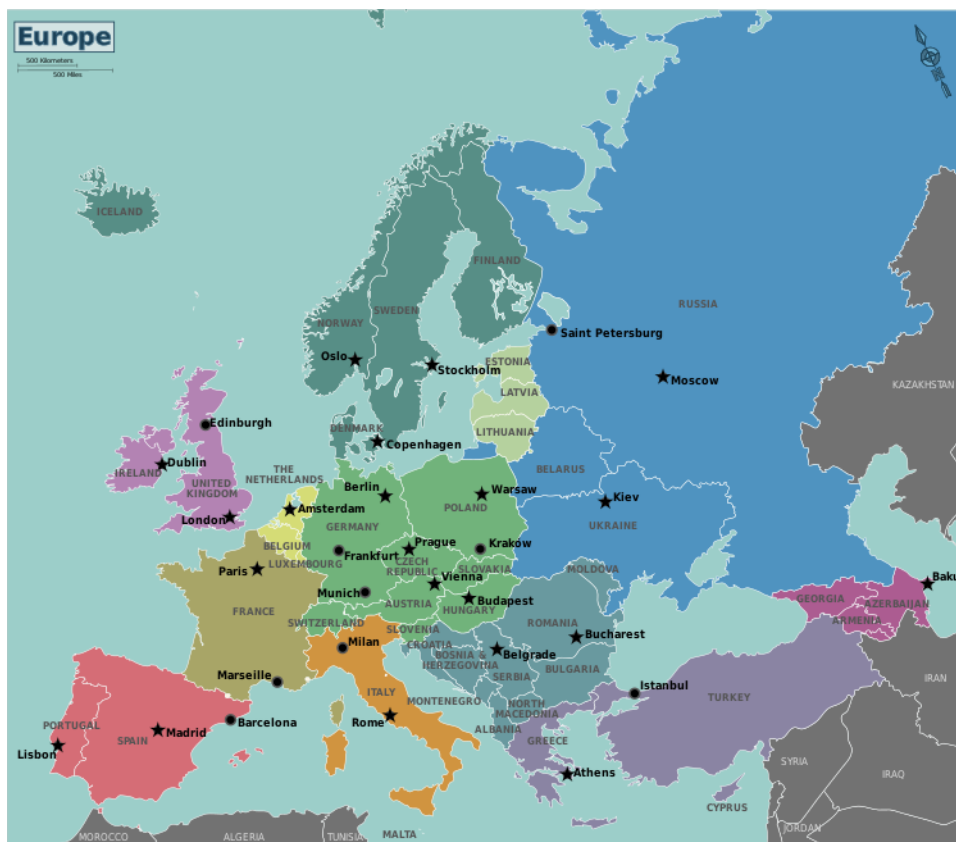 Europe
500 Kilometers
500 Miles
ICELAND
FINLAND
RUSSIA
NORWAY
SWEDEN
Saint Petersburg
Oslo
Stockholm
ESTONIA
Moscow
LATVIA
KAZAKHSTAN
Edinburgh
DENMARK
LITHUANIA
Copenhagen
Dublin
IRELAND
THE
NETHERLANDS
BELARUS
UNITED
KINGDOM
Berlin
Warsaw
POLAND
Kiev
London
Amsterdam
GERMANY
UKRAINE
BELGIUM
Frankfurt
Prague
Kraków
LUXEMBOURG
CZECH
REPUBLIC
SLOVAKIA
MOLDOVA
Paris
Vienna
Munich
AUSTRIA
Budapest
HUNGARY
FRANCE
SWITZERLAND
SLOVENIA
ROMANIA
GEORGIA
Baku
AZERBAIJAN
ARMENIA
Milan
CROATIA
Bucharest
BOSNIA &
HERZEGOVINA
Belgrade
SERBIA
BULGARIA
Marseille
ITALY
MONTENEGRO
NORTH
MACEDONIA
Istanbul
TURKEY
IRAN
PORTUGAL
Barcelona
Rome
ALBANIA
SPAIN
Madrid
GREECE
Lisbon
Athens
SYRIA
IRAQ
CYPRUS
MOROCCO
ALGERIA
TUNISIA
MALTA
JORDAN